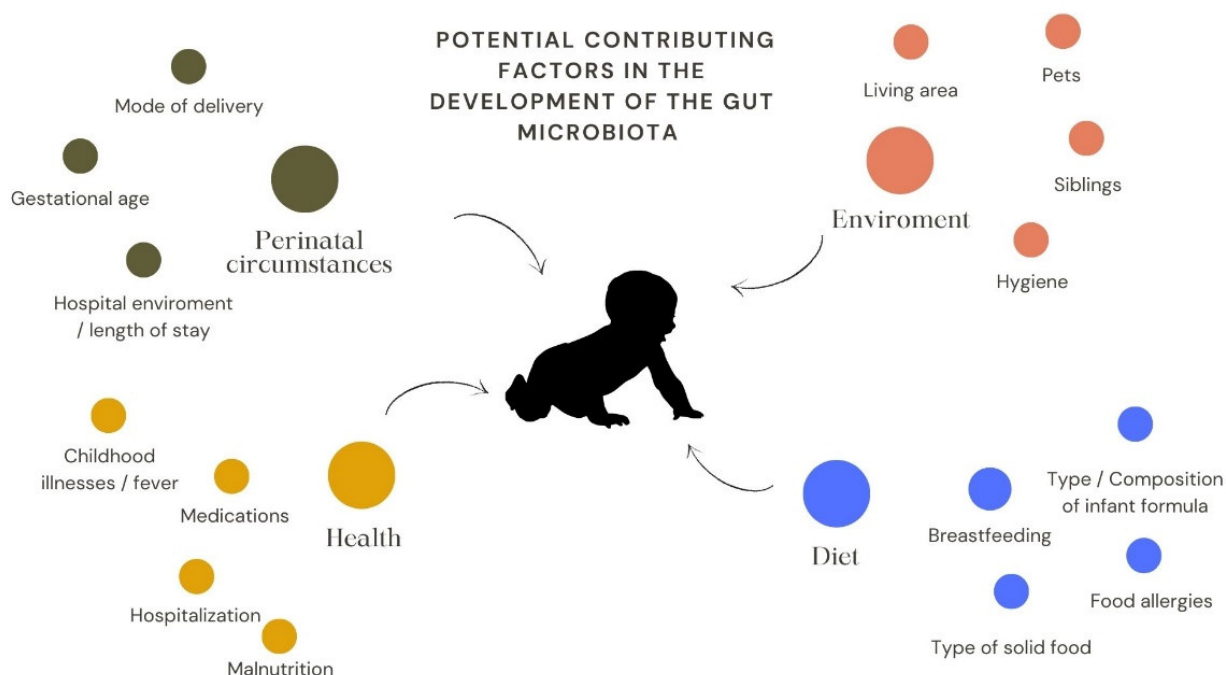 POTENTIAL CONTRIBUTING
FACTORS IN THE
DEVELOPMENT OF THE GUT
MICROBIOTA
Mode of delivery
Gestational age
Perinatal
circumstances
Hospital enviroment
/ length of stay
Living area
Pets
Siblings
Enviroment
Hygiene
Childhood
illnesses / fever
Medications
Health
Hospitalization
Malnutrition
Type / Composition
of infant formula
Breastfeeding
Diet
Food allergies
Type of solid food